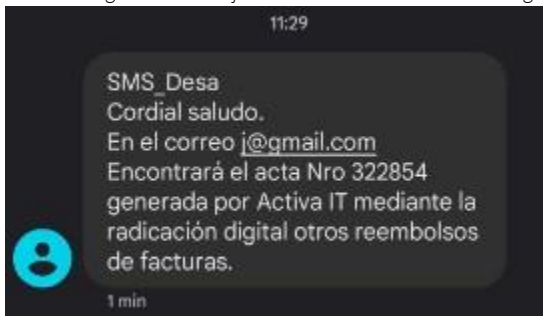 11:29
SMS_Desa
Cordial saludo.
En el correo j@gmail.com
Encontrará el acta Nro 322854
generada por Activa IT mediante la
radicación digital otros reembolsos
de facturas.
1 min